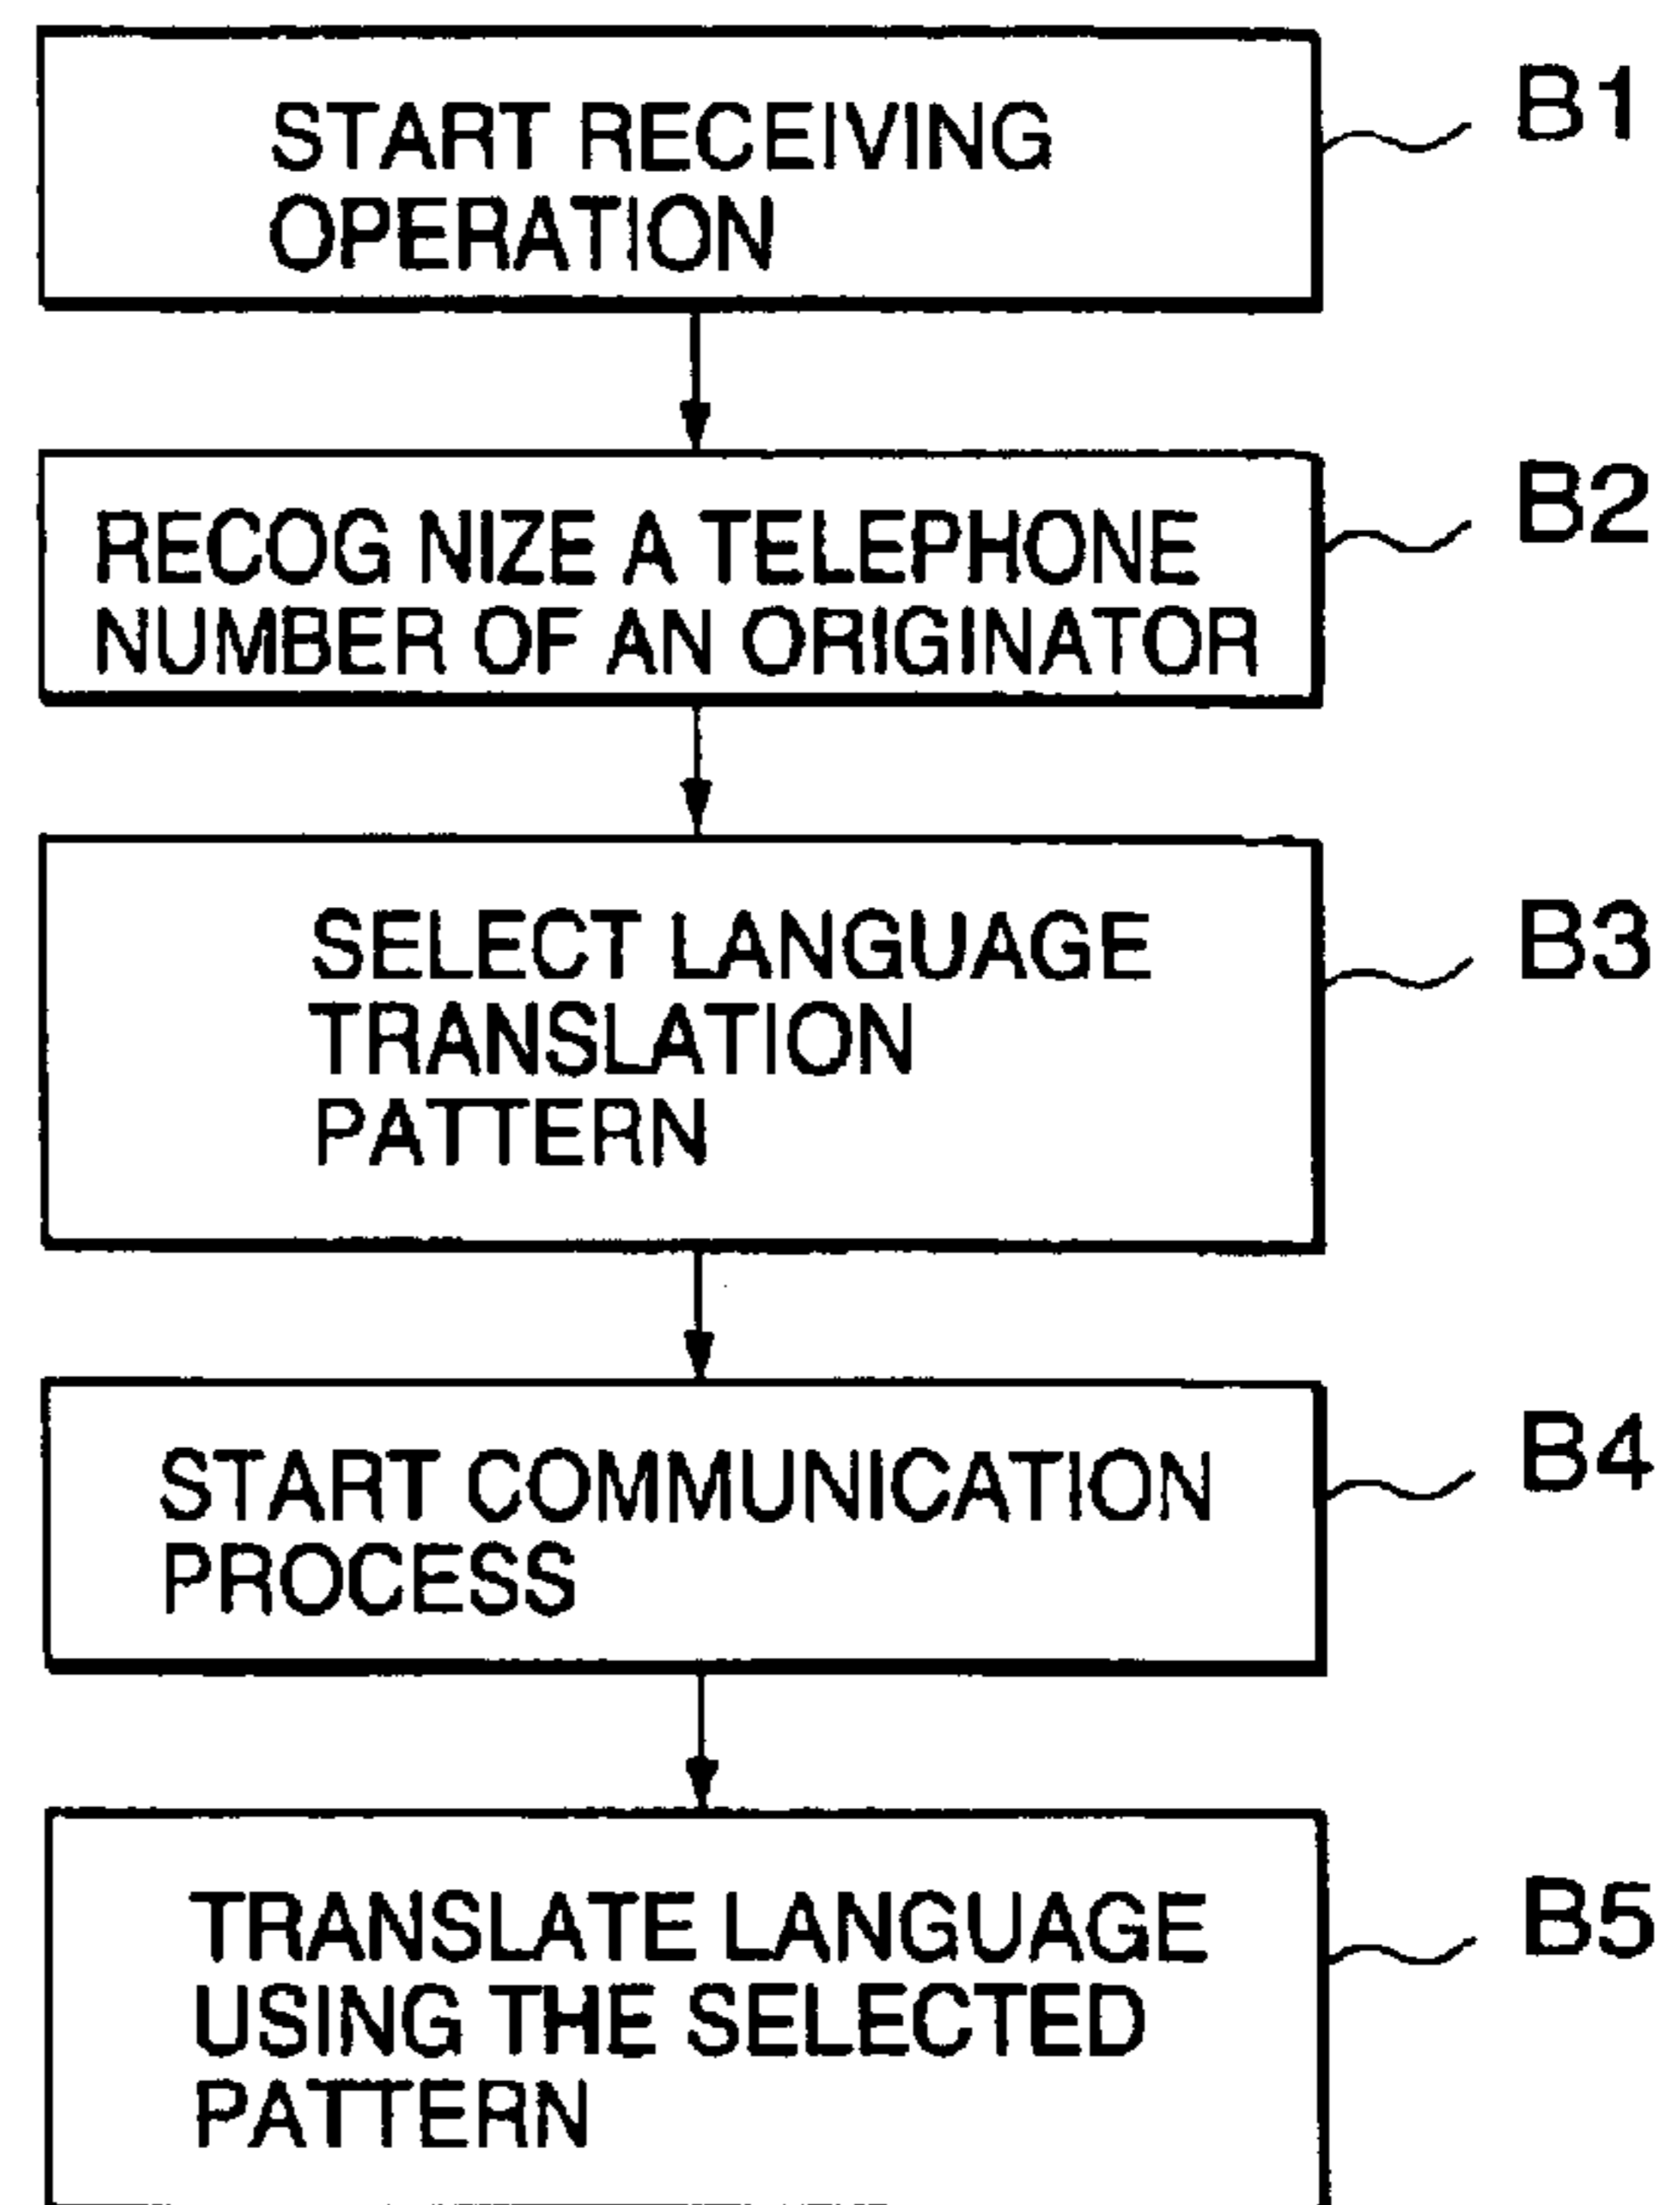 START RECEIVING
OPERATION
B1
RECOG NIZE A TELEPHONE
NUMBER OF AN ORIGINATOR
B2
SELECT LANGUAGE
TRANSLATION
PATTERN
B3
START COMMUNICATION
PROCESS
B4
TRANSLATE LANGUAGE
USING THE SELECTED
PATTERN
B5